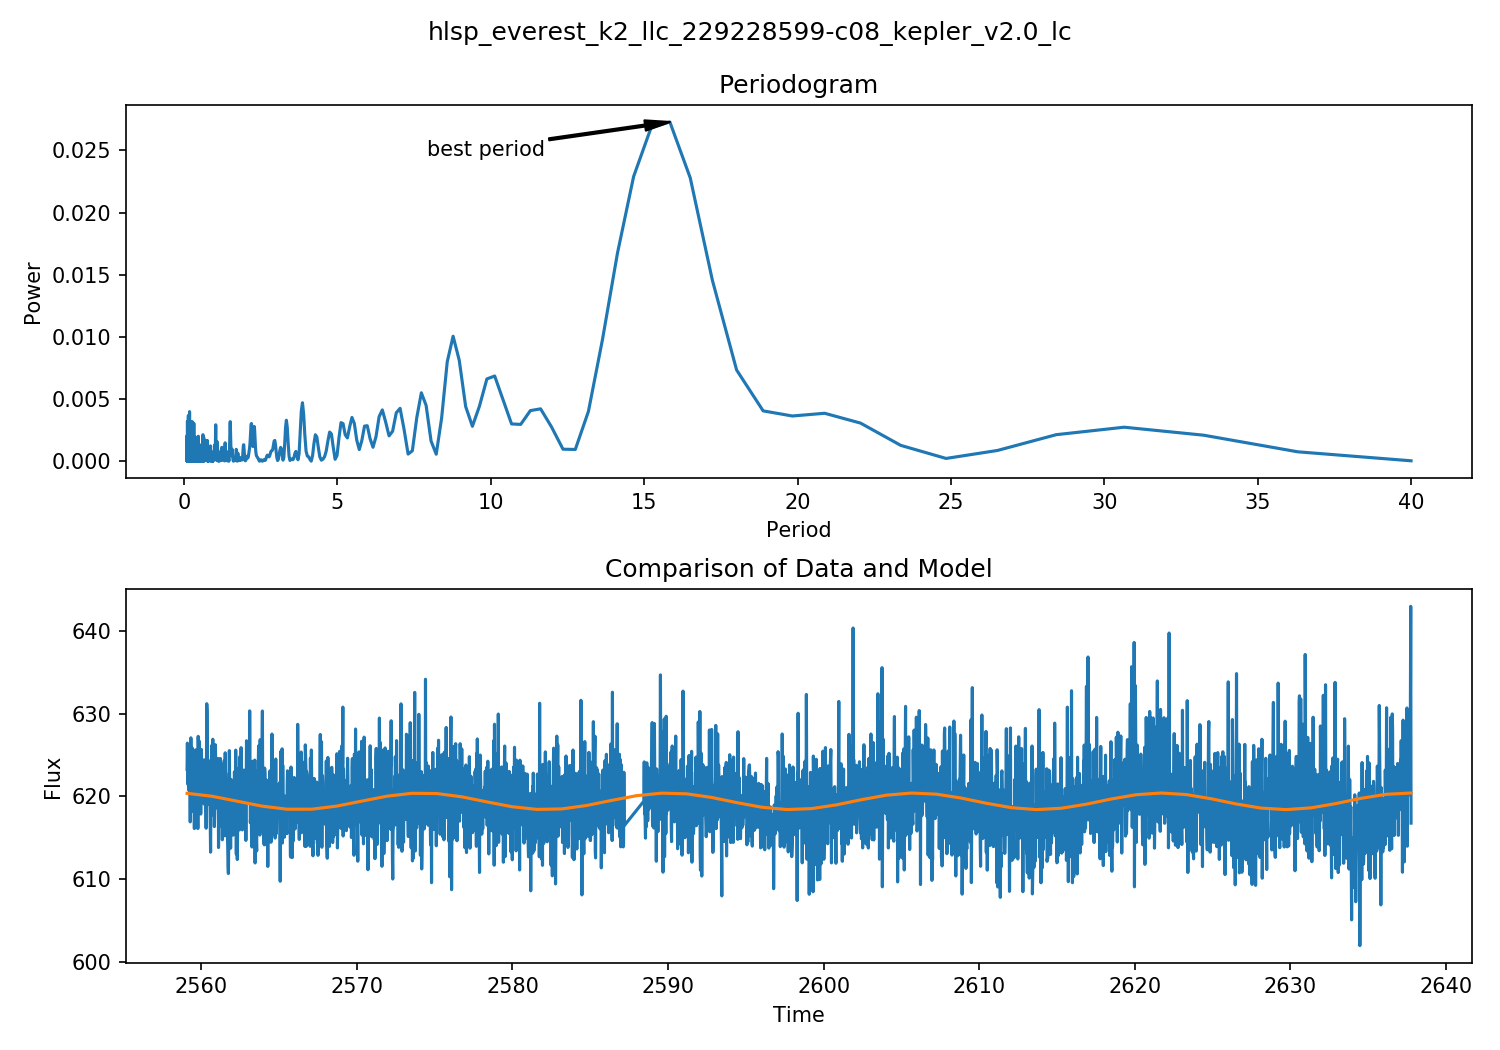 hlsp_everest_k2_llc_229228599-c08_kepler_v2.0_lc
Periodogram
best period
0.025
0.020
0.015
0.010
0.005
0.000
Power
0 5 10 15 20 25 30 35 40
Period
Comparison of Data and Model
640
630
620
610
600
Flux
2560 2570 2580 2590 2600 2610 2620 2630 2640
Time